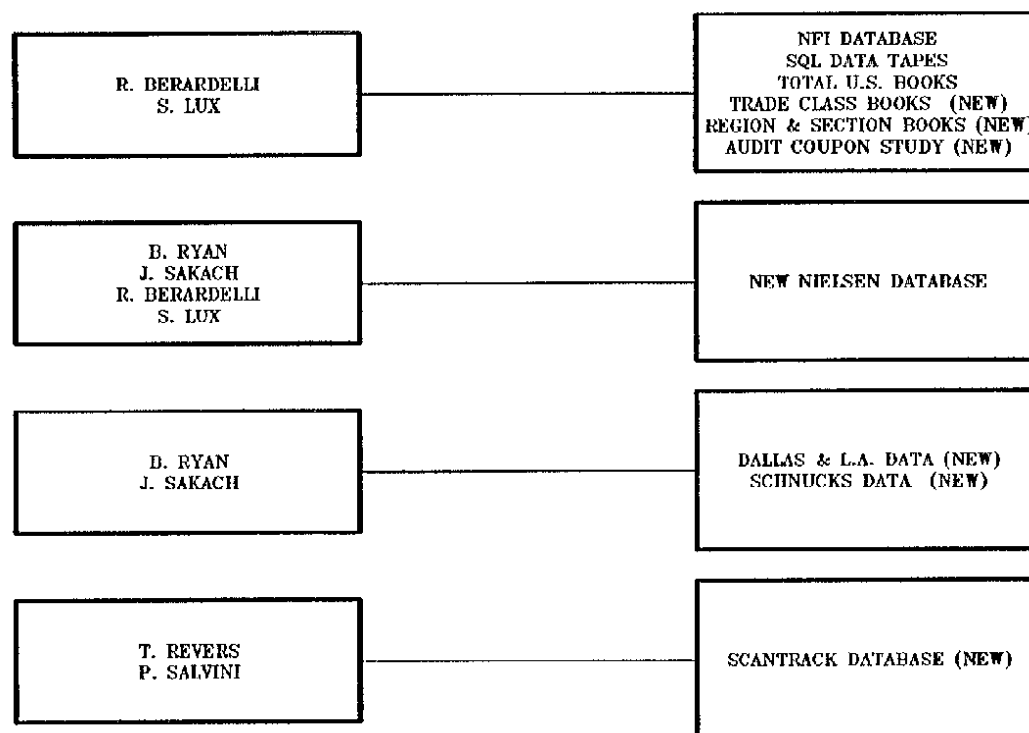 R. BERARDELLI
S. LUX
NFI DATABASE
SQL DATA TAPES
TOTAL U.S. BOOKS
TRADE CLASS BOOKS (NEW)
REGION & SECTION BOOKS (NEW)
AUDIT COUPON STUDY (NEW)
B. RYAN
J. SAKACH
R. BERARDELLI
S. LUX
NEW NIELSEN DATABASE
B. RYAN
J. SAKACH
DALLAS & L.A. DATA (NEW)
SCHNUCKS DATA (NEW)
T. REVERS
P. SALVINI
SCANTRACK DATABASE (NEW)